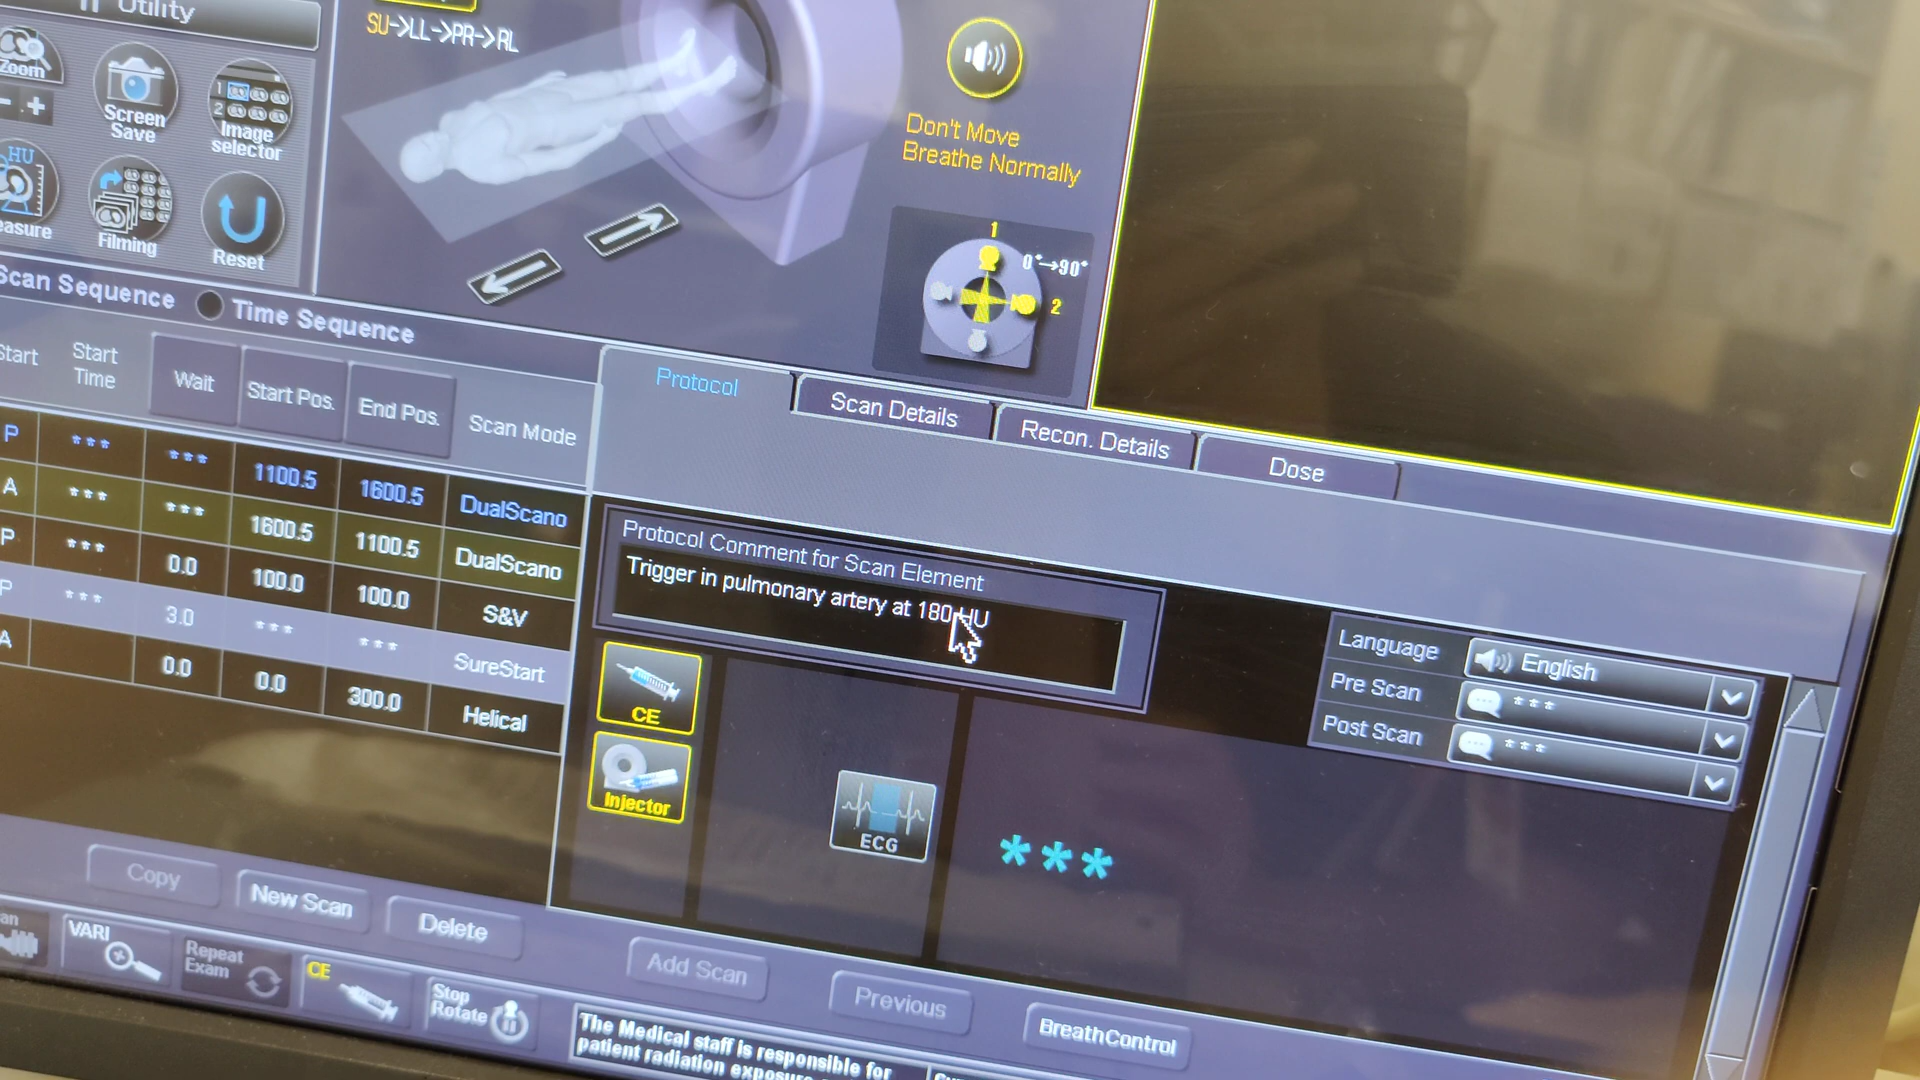 Utility
SU->LL->PR->RL
Zoom
- . +
Screen
Save
1
2
Image
selector
HU
Filming
Reset
Don't Move
Breathe Normally
1
0°→90°
2
Scan Sequence
Time Sequence
Start
Start
Time
Wait
Start Pos.
End Pos.
Scan Mode
P *** *** 1100.5 1600.5 DualScano
A *** *** 1600.5 1100.5 DualScano
P *** 0.0 100.0 100.0 S&V
P *** 3.0 *** *** SureStart
A 0.0 0.0 300.0 Helical
Protocol
Scan Details
Recon. Details
Dose
Protocol Comment for Scan Element
Trigger in pulmonary artery at 180 HU
Language
English
Pre Scan
***
Post Scan
***
CE
Injector
ECG
***
Copy
New Scan
Delete
Add Scan
Previous
BreathControl
VARI
Repeat
Exam
CE
Stop
Rotate
The Medical staff is responsible for
patient radiation exposure